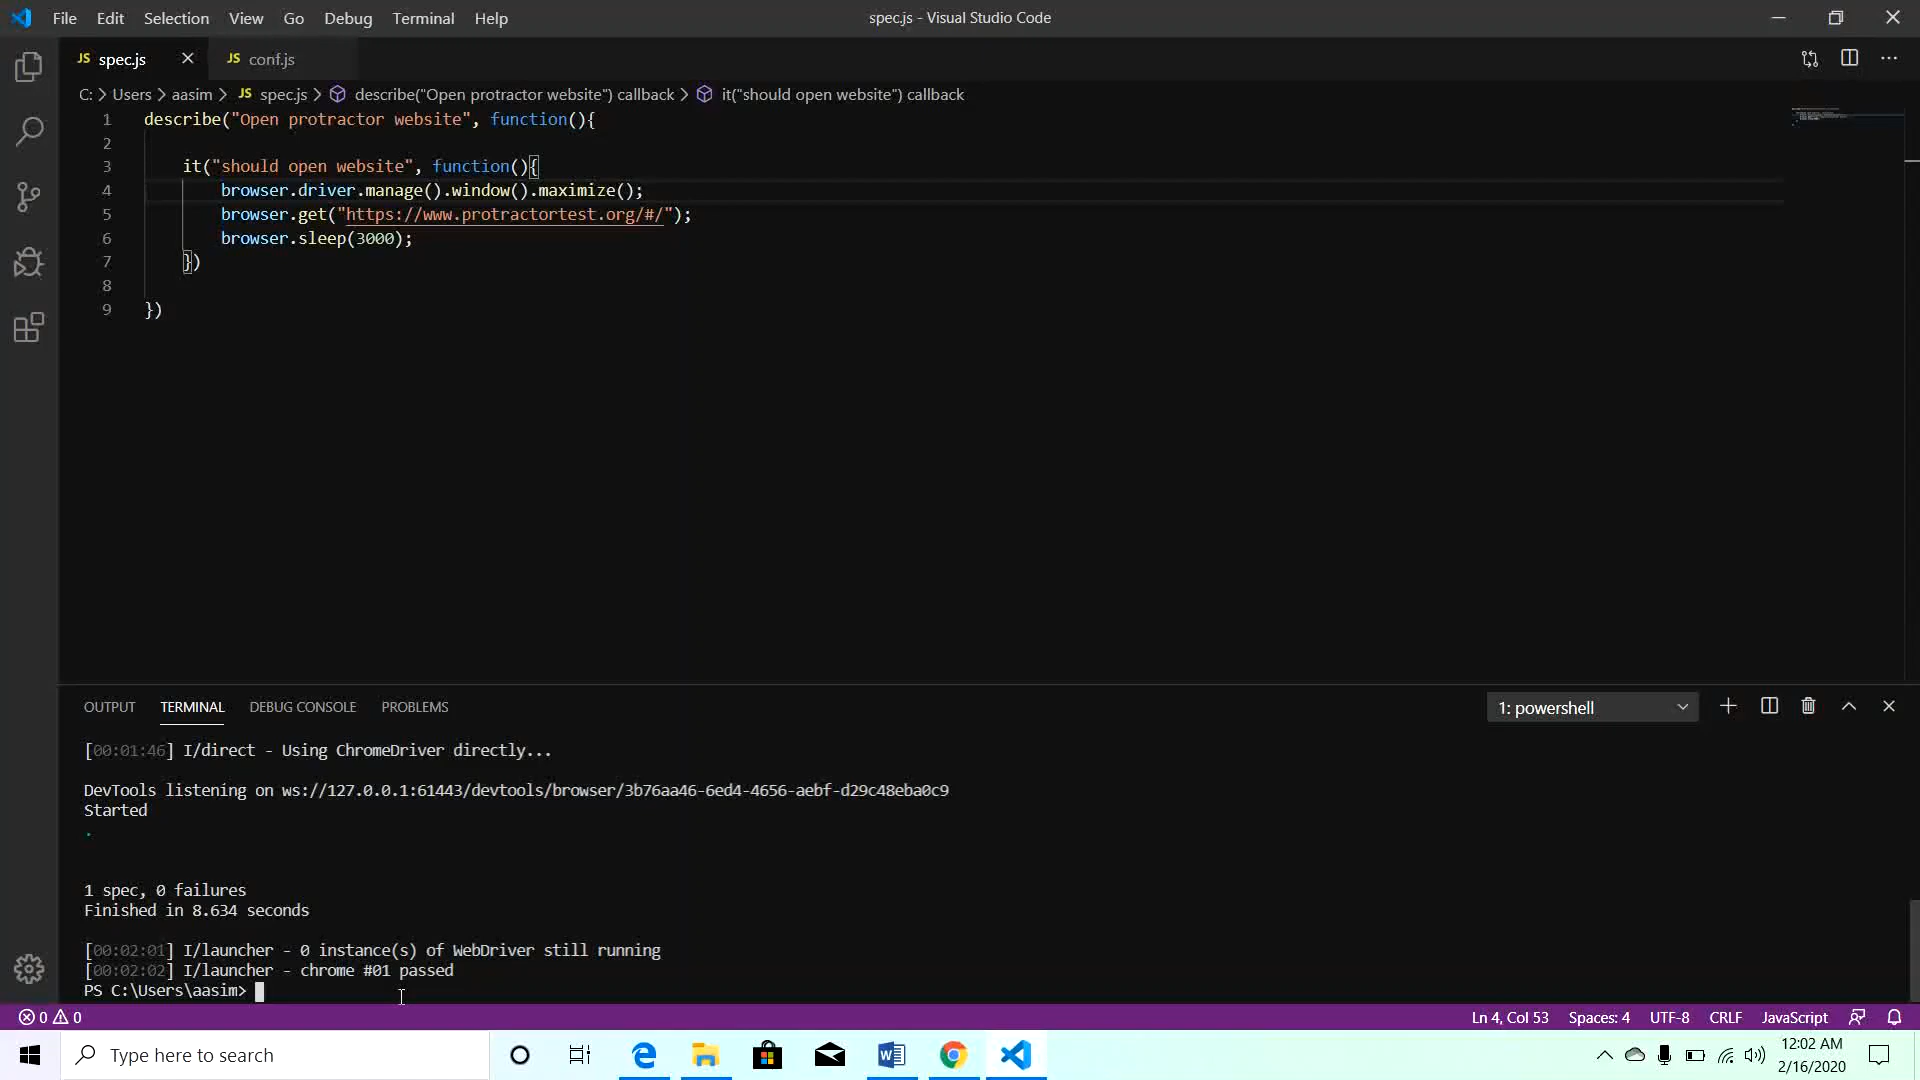 File Edit Selection View Go Debug Terminal Help
spec.js - Visual Studio Code
JS spec.js
JS conf.js
C: > Users > aasim > JS spec.js > describe("Open protractor website") callback > it("should open website") callback
1 describe("Open protractor website", function(){
2
3 it("should open website", function(){
4 browser.driver.manage().window().maximize();
5 browser.get("https://www.protractortest.org/#/");
6 browser.sleep(3000);
7 })
8
9 })
OUTPUT TERMINAL DEBUG CONSOLE PROBLEMS
1: powershell
[00:01:46] I/direct - Using ChromeDriver directly...
DevTools listening on ws://127.0.0.1:61443/devtools/browser/3b76aa46-6ed4-4656-aebf-d29c48eba0c9
Started
.
1 spec, 0 failures
Finished in 8.634 seconds
[00:02:01] I/launcher - 0 instance(s) of WebDriver still running
[00:02:02] I/launcher - chrome #01 passed
PS C:\Users\aasim>
0 0
Ln 4, Col 53 Spaces: 4 UTF-8 CRLF JavaScript
Type here to search
12:02 AM
2/16/2020